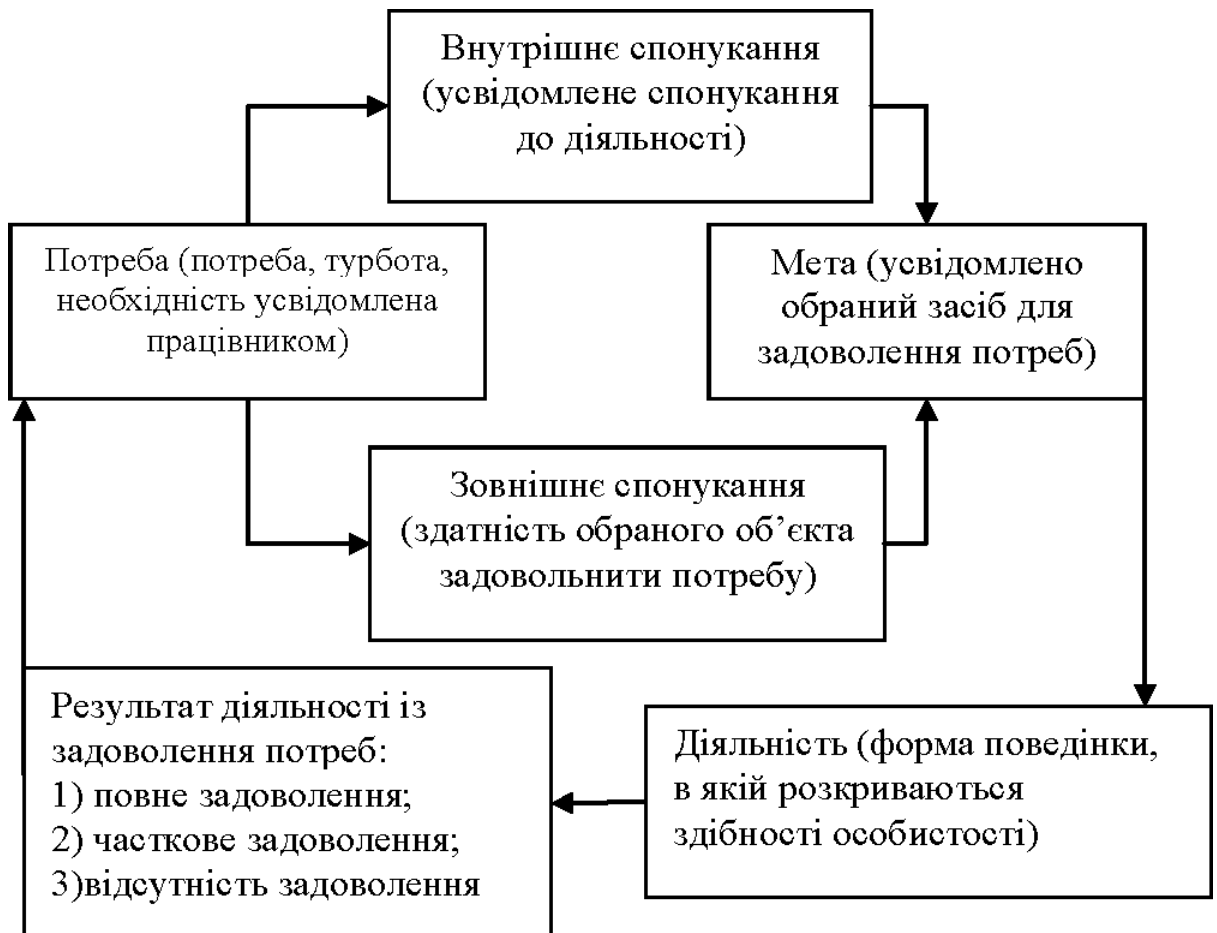 Внутрішнє спонукання
(усвідомлене спонукання
до діяльності)
Потреба (потреба, турбота,
необхідність усвідомлена
працівником)
Мета (усвідомлено
обраний засіб для
задоволення потреб)
Зовнішнє спонукання
(здатність обраного об’єкта
задовольнити потребу)
Результат діяльності із
задоволення потреб:
1) повне задоволення;
2) часткове задоволення;
3)відсутність задоволення
Діяльність (форма поведінки,
в якій розкриваються
здібності особистості)